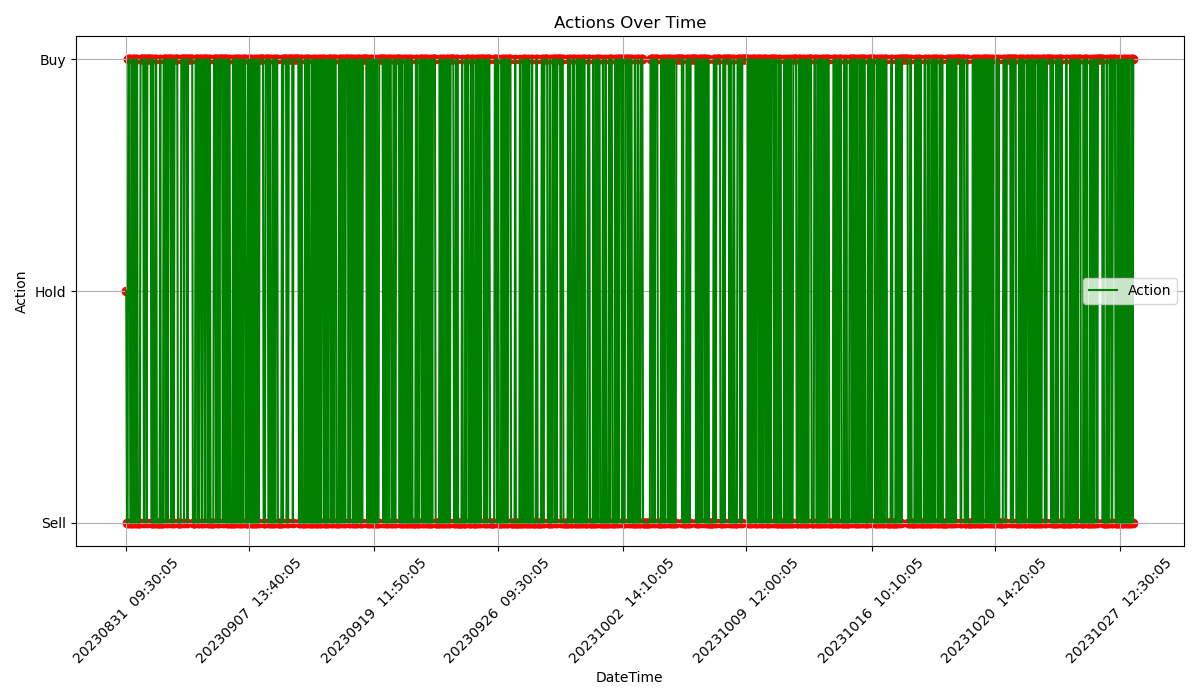 Actions Over Time
Buy
Hold
Sell
Action
Action
20230831 09:30:05
20230907 13:40:05
20230919 11:50:05
20230926 09:30:05
20231002 14:10:05
20231009 12:00:05
20231016 10:10:05
20231020 14:20:05
20231027 12:30:05
DateTime